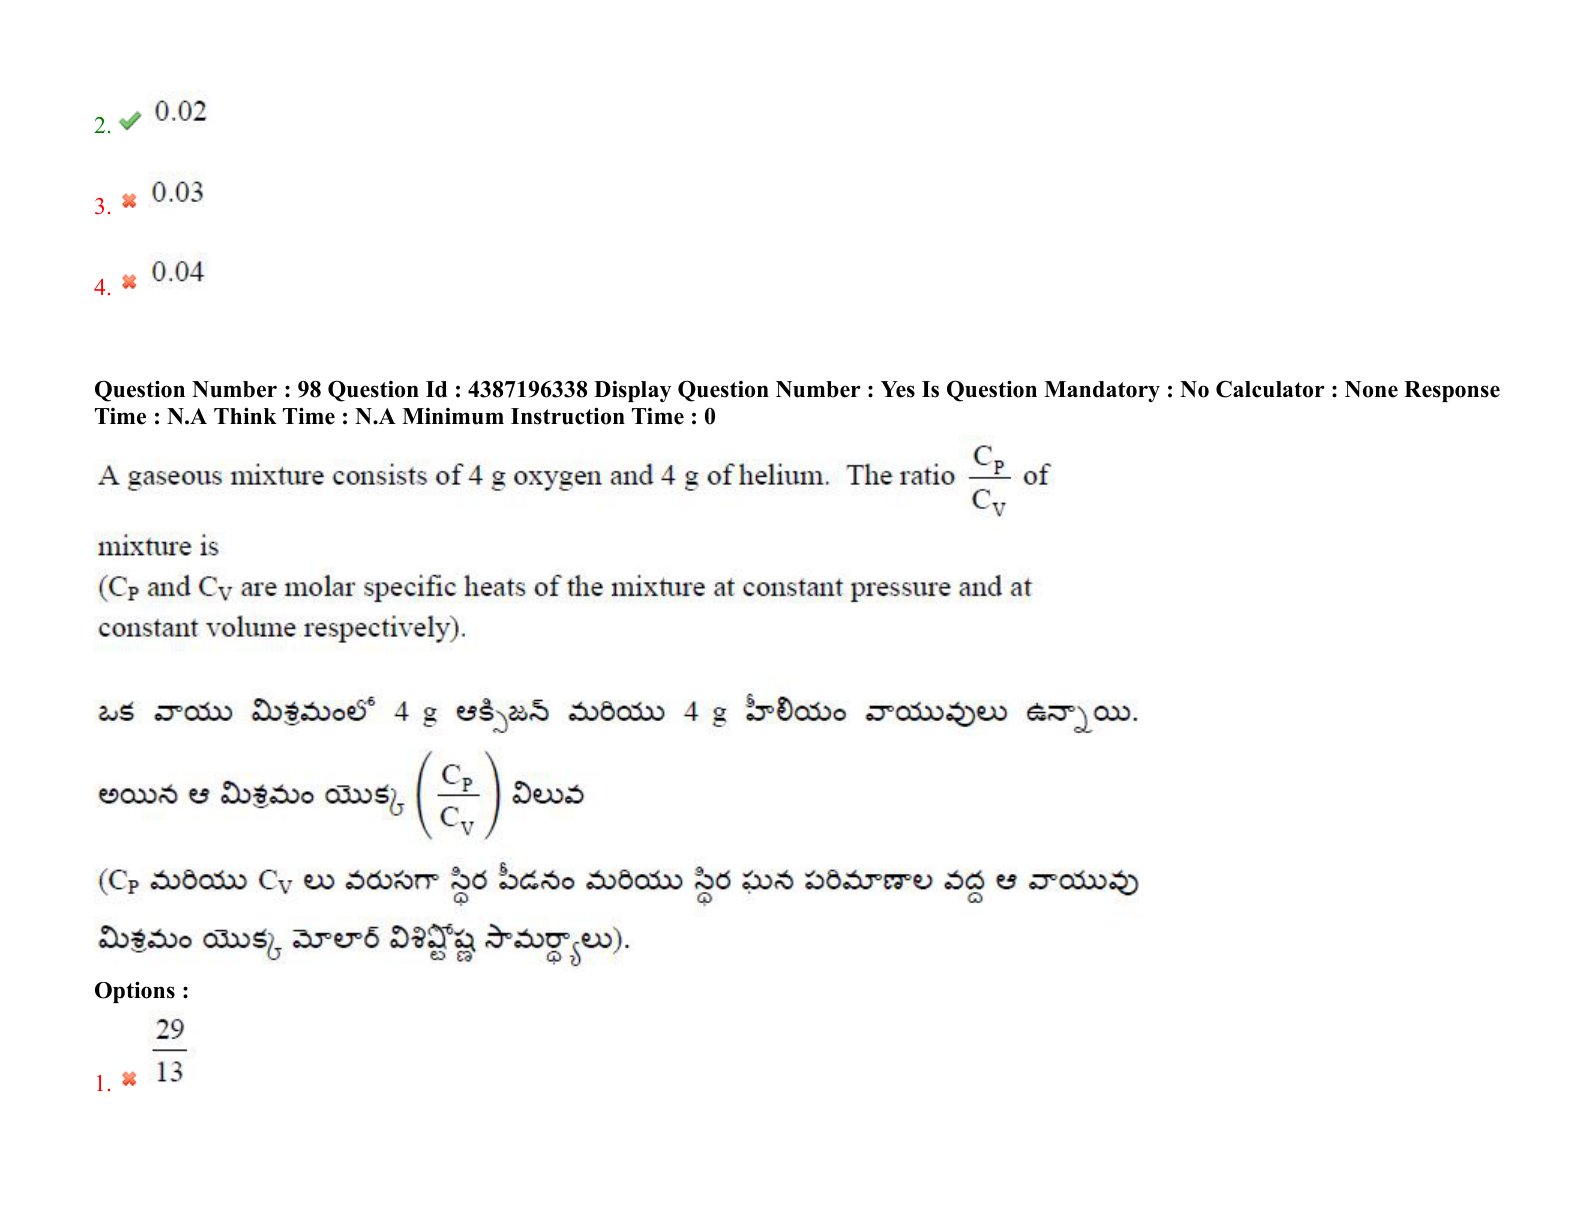 2. 0.02
3. 0.03
4. 0.04
Question Number : 98 Question Id : 4387196338 Display Question Number : Yes Is Question Mandatory : No Calculator : None Response
Time : N.A Think Time : N.A Minimum Instruction Time : 0
A gaseous mixture consists of 4 g oxygen and 4 g of helium. The ratio C_P/C_V of
mixture is
(C_P and C_V are molar specific heats of the mixture at constant pressure and at
constant volume respectively).
ఒక వాయు మిశ్రమంలో 4 g ఆక్సిజన్ మరియు 4 g హీలియం వాయువులు ఉన్నాయి.
అయిన ఆ మిశ్రమం యొక్క (C_P/C_V) విలువ
(C_P మరియు C_V లు వరుసగా స్థిర పీడనం మరియు స్థిర ఘన పరిమాణాల వద్ద ఆ వాయువు
మిశ్రమం యొక్క మోలార్ విశిష్టోష్ణ సామర్థ్యాలు).
Options :
1. 29/13